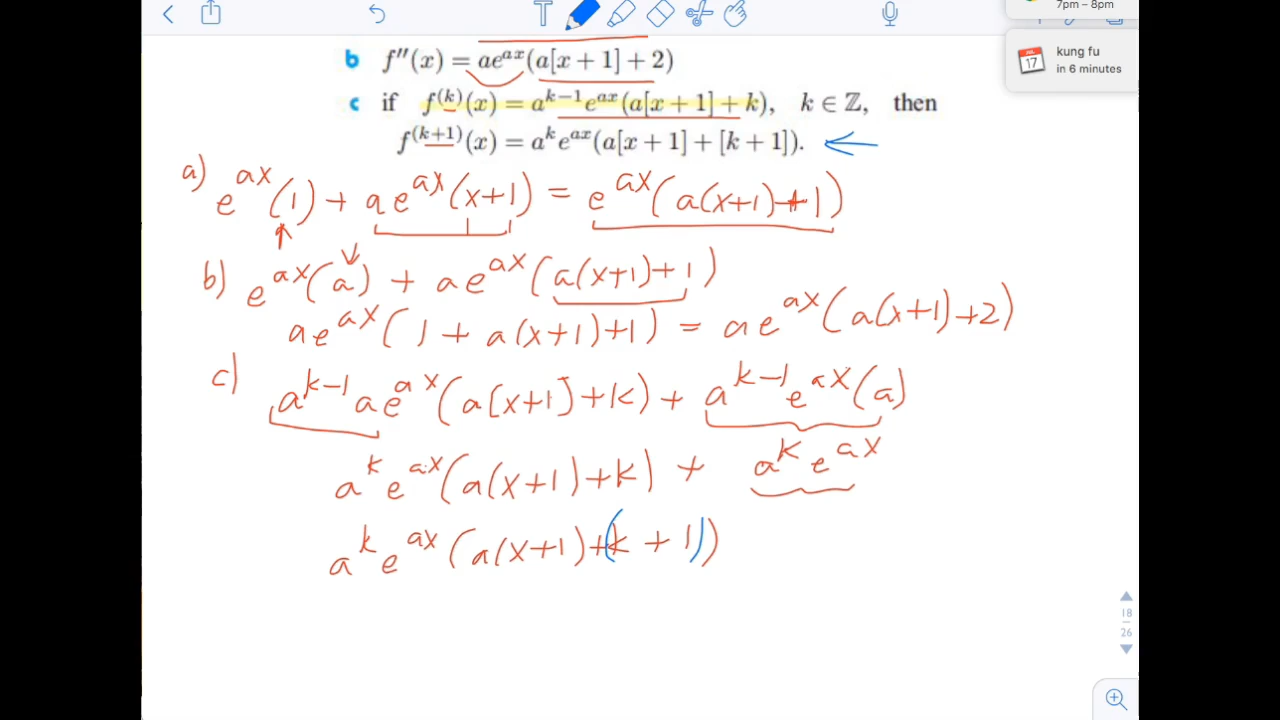 7pm – 8pm
T
JUL 17 kung fu
in 6 minutes
b f″(x) = ae^{ax}(a[x + 1] + 2)
c if f^{(k)}(x) = a^{k−1}e^{ax}(a[x + 1] + k), k ∈ ℤ, then
f^{(k+1)}(x) = a^k e^{ax}(a[x + 1] + [k + 1]).
a) e^{ax}(1) + ae^{ax}(x+1) = e^{ax}(a(x+1)+1)
b) e^{ax}(a) + ae^{ax}(a(x+1)+1)
ae^{ax}(1 + a(x+1)+1) = ae^{ax}(a(x+1)+2)
c) a^{k-1}ae^{ax}(a[x+1]+k) + a^{k-1}e^{ax}(a)
a^k e^{ax}(a(x+1)+k) + a^k e^{ax}
a^k e^{ax}(a(x+1)+(k+1))
18
26